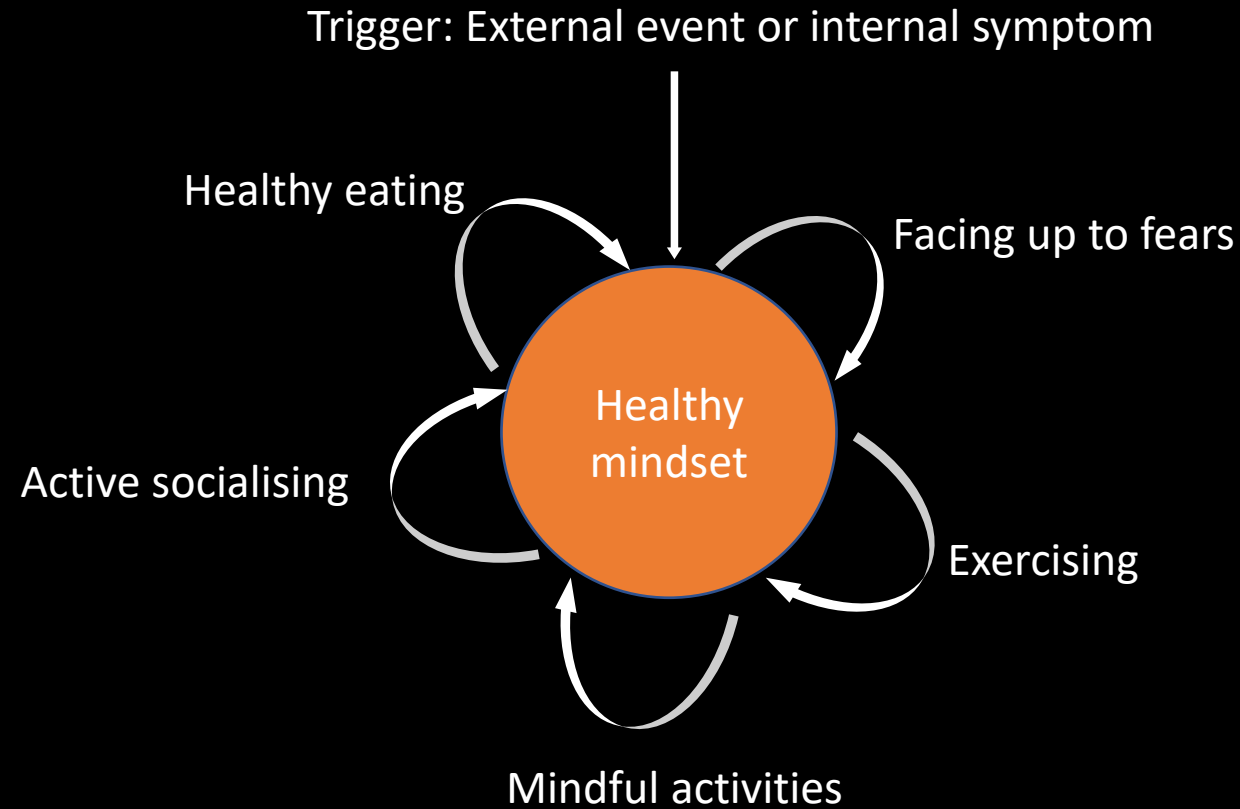 Trigger: External event or internal symptom
Healthy eating
Facing up to fears
Healthy
mindset
Active socialising
Exercising
Mindful activities